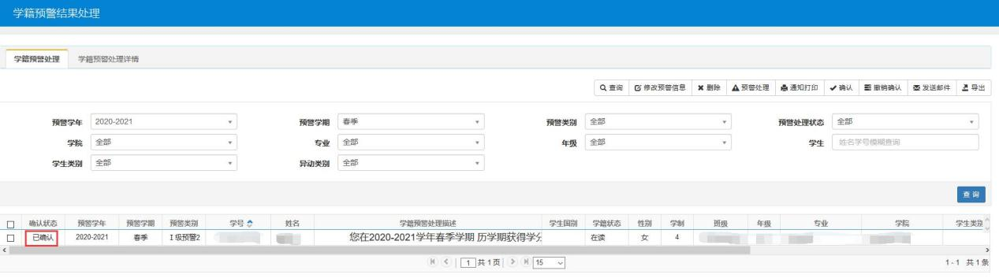 学籍预警结果处理
学籍预警处理 学籍预警处理详情
查询 修改预警信息 删除 预警处理 通知打印 确认 撤销确认 发送邮件 导出
预警学年 2020-2021 预警学期 春季 预警类别 全部 预警处理状态 全部
学院 全部 专业 全部 年级 全部 学生 姓名学号模糊查询
学生类别 全部 异动类别 全部
查询
确认状态 预警学年 预警学期 预警类别 学号 姓名 学籍预警处理描述 学生国别 学籍状态 性别 学制 班级 年级 专业 学院 学生类别
已确认 2020-2021 春季 I级预警2 您在2020-2021学年春季学期 历学期获得学分 在读 女 4
1 共1页 15 1 - 1 共1条